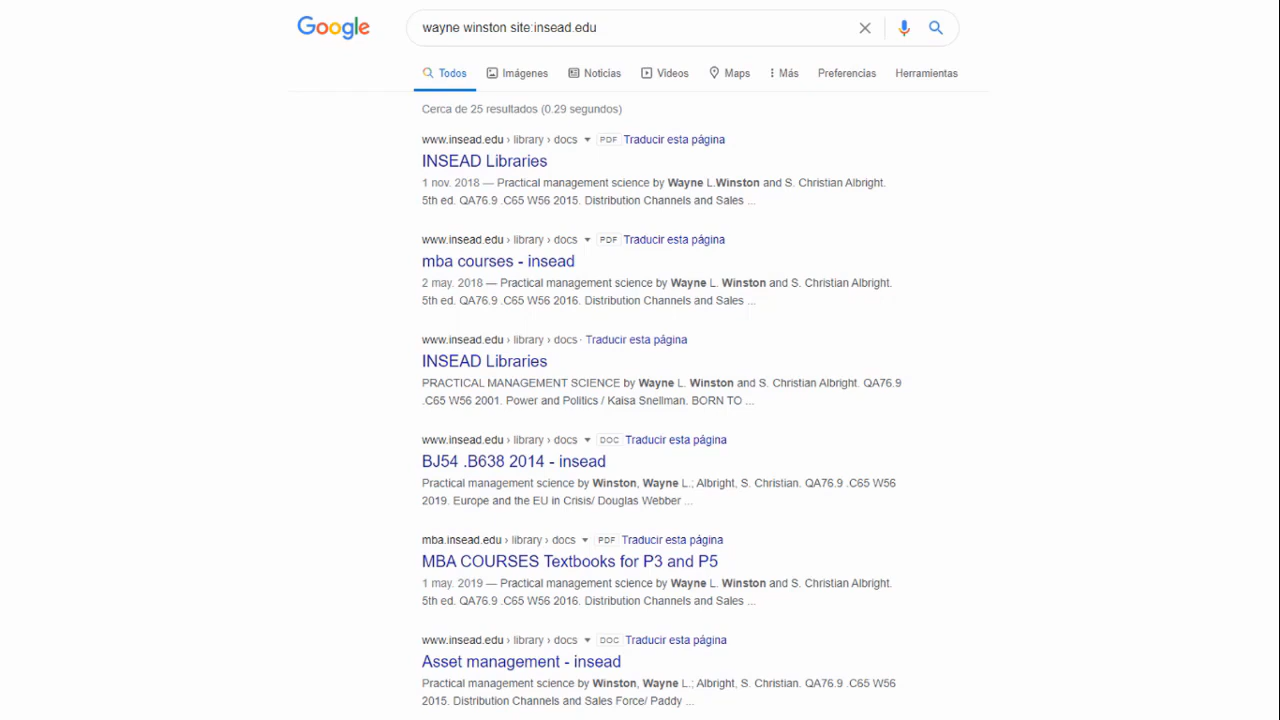 Google
wayne winston site:insead.edu
Todos Imágenes Noticias Videos Maps Más Preferencias Herramientas
Cerca de 25 resultados (0.29 segundos)
www.insead.edu › library › docs PDF Traducir esta página
INSEAD Libraries
1 nov. 2018 — Practical management science by Wayne L.Winston and S. Christian Albright.
5th ed. QA76.9 .C65 W56 2015. Distribution Channels and Sales ...
www.insead.edu › library › docs PDF Traducir esta página
mba courses - insead
2 may. 2018 — Practical management science by Wayne L. Winston and S. Christian Albright.
5th ed. QA76.9 .C65 W56 2016. Distribution Channels and Sales ...
www.insead.edu › library › docs · Traducir esta página
INSEAD Libraries
PRACTICAL MANAGEMENT SCIENCE by Wayne L. Winston and S. Christian Albright. QA76.9
.C65 W56 2001. Power and Politics / Kaisa Snellman. BORN TO ...
www.insead.edu › library › docs DOC Traducir esta página
BJ54 .B638 2014 - insead
Practical management science by Winston, Wayne L.; Albright, S. Christian. QA76.9 .C65 W56
2019. Europe and the EU in Crisis/ Douglas Webber ...
mba.insead.edu › library › docs PDF Traducir esta página
MBA COURSES Textbooks for P3 and P5
1 may. 2019 — Practical management science by Wayne L. Winston and S. Christian Albright.
5th ed. QA76.9 .C65 W56 2016. Distribution Channels and Sales ...
www.insead.edu › library › docs DOC Traducir esta página
Asset management - insead
Practical management science by Winston, Wayne L.; Albright, S. Christian. QA76.9 .C65 W56
2015. Distribution Channels and Sales Force/ Paddy ...